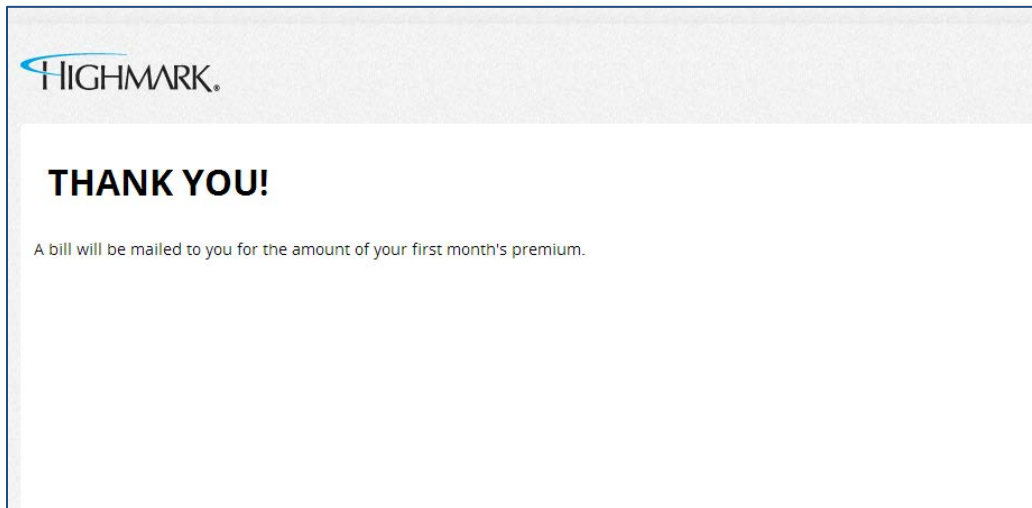 HIGHMARK®
THANK YOU!
A bill will be mailed to you for the amount of your first month's premium.